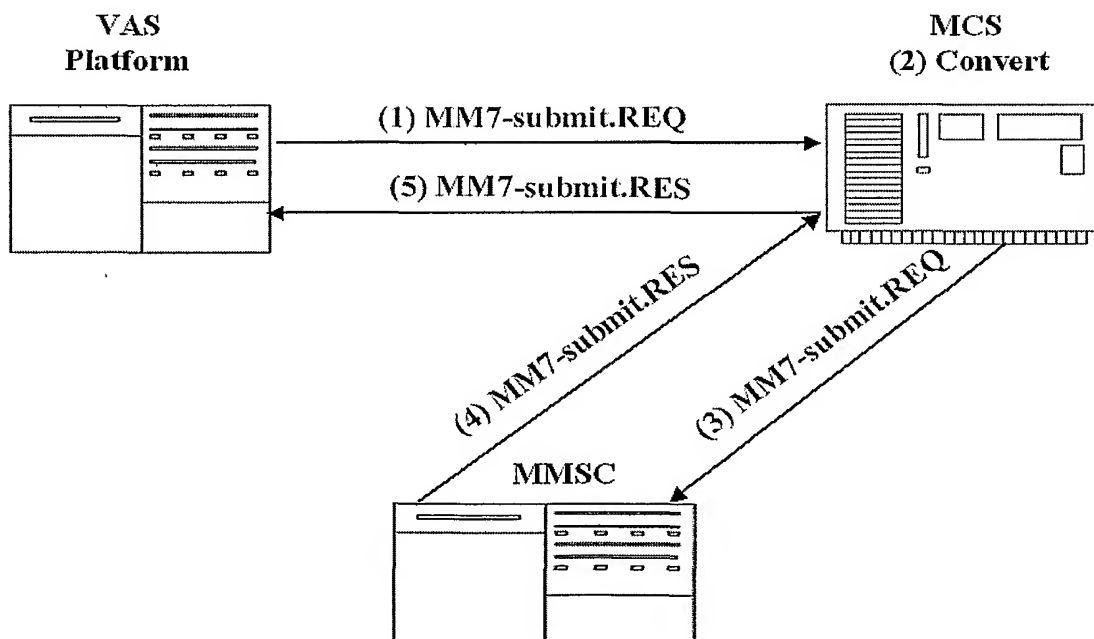 VAS
Platform
MCS
(2) Convert
(1) MM7-submit.REQ
(5) MM7-submit.RES
(4) MM7-submit.RES
(3) MM7-submit.REQ
MMSC